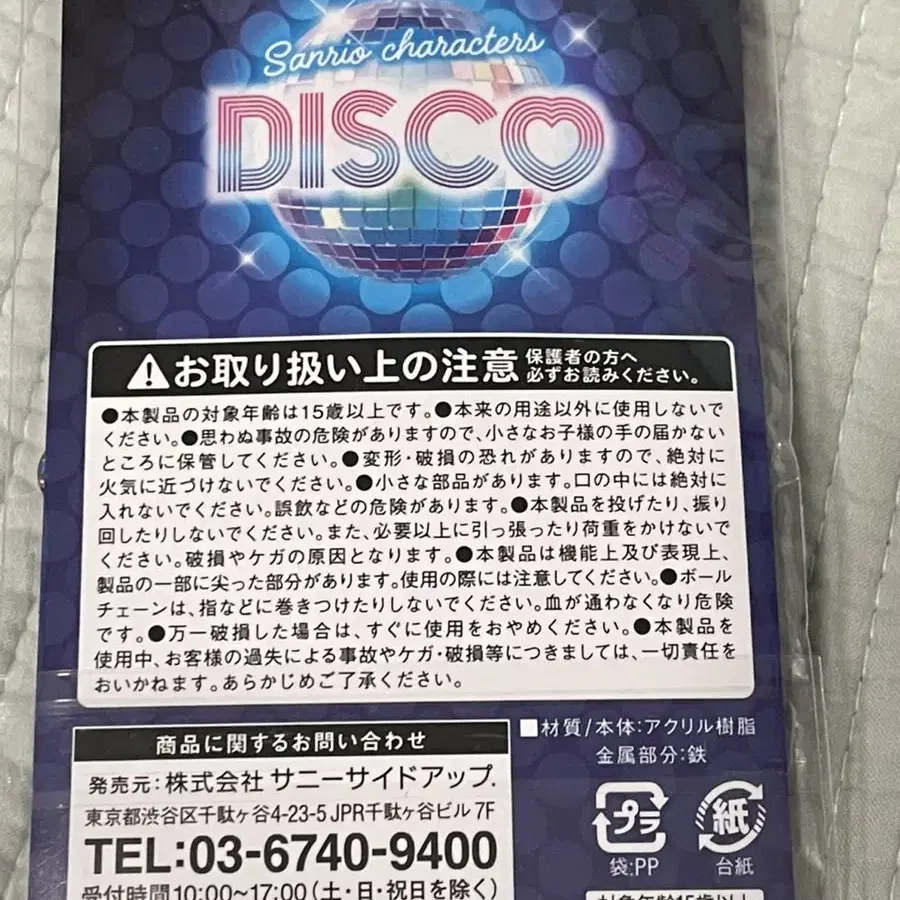 Sanrio characters
DISCO
お取り扱い上の注意 保護者の方へ
必ずお読みください。
●本製品の対象年齢は15歳以上です。●本来の用途以外に使用しないで
ください。●思わぬ事故の危険がありますので、小さなお子様の手の届かない
ところに保管してください。●変形・破損の恐れがありますので、絶対に
火気に近づけないでください。●小さな部品があります。口の中には絶対に
入れないでください。誤飲などの危険があります。●本製品を投げたり、振り
回したりしないでください。また、必要以上に引っ張ったり荷重をかけないで
ください。破損やケガの原因となります。●本製品は機能上及び表現上、
製品の一部に尖った部分があります。使用の際には注意してください。●ボール
チェーンは、指などに巻きつけたりしないでください。血が通わなくなり危険
です。●万一破損した場合は、すぐに使用をおやめください。●本製品を
使用中、お客様の過失による事故やケガ・破損等につきましては、一切責任を
おいかねます。あらかじめご了承ください。
商品に関するお問い合わせ
発売元:株式会社 サニーサイドアップ.
東京都渋谷区千駄ヶ谷4-23-5 JPR千駄ヶ谷ビル 7F
TEL:03-6740-9400
受付時間 10:00~17:00(土・日・祝日を除く)
■材質/本体:アクリル樹脂
金属部分:鉄
プラ
袋:PP
紙
台紙
対象年齢15歳以上